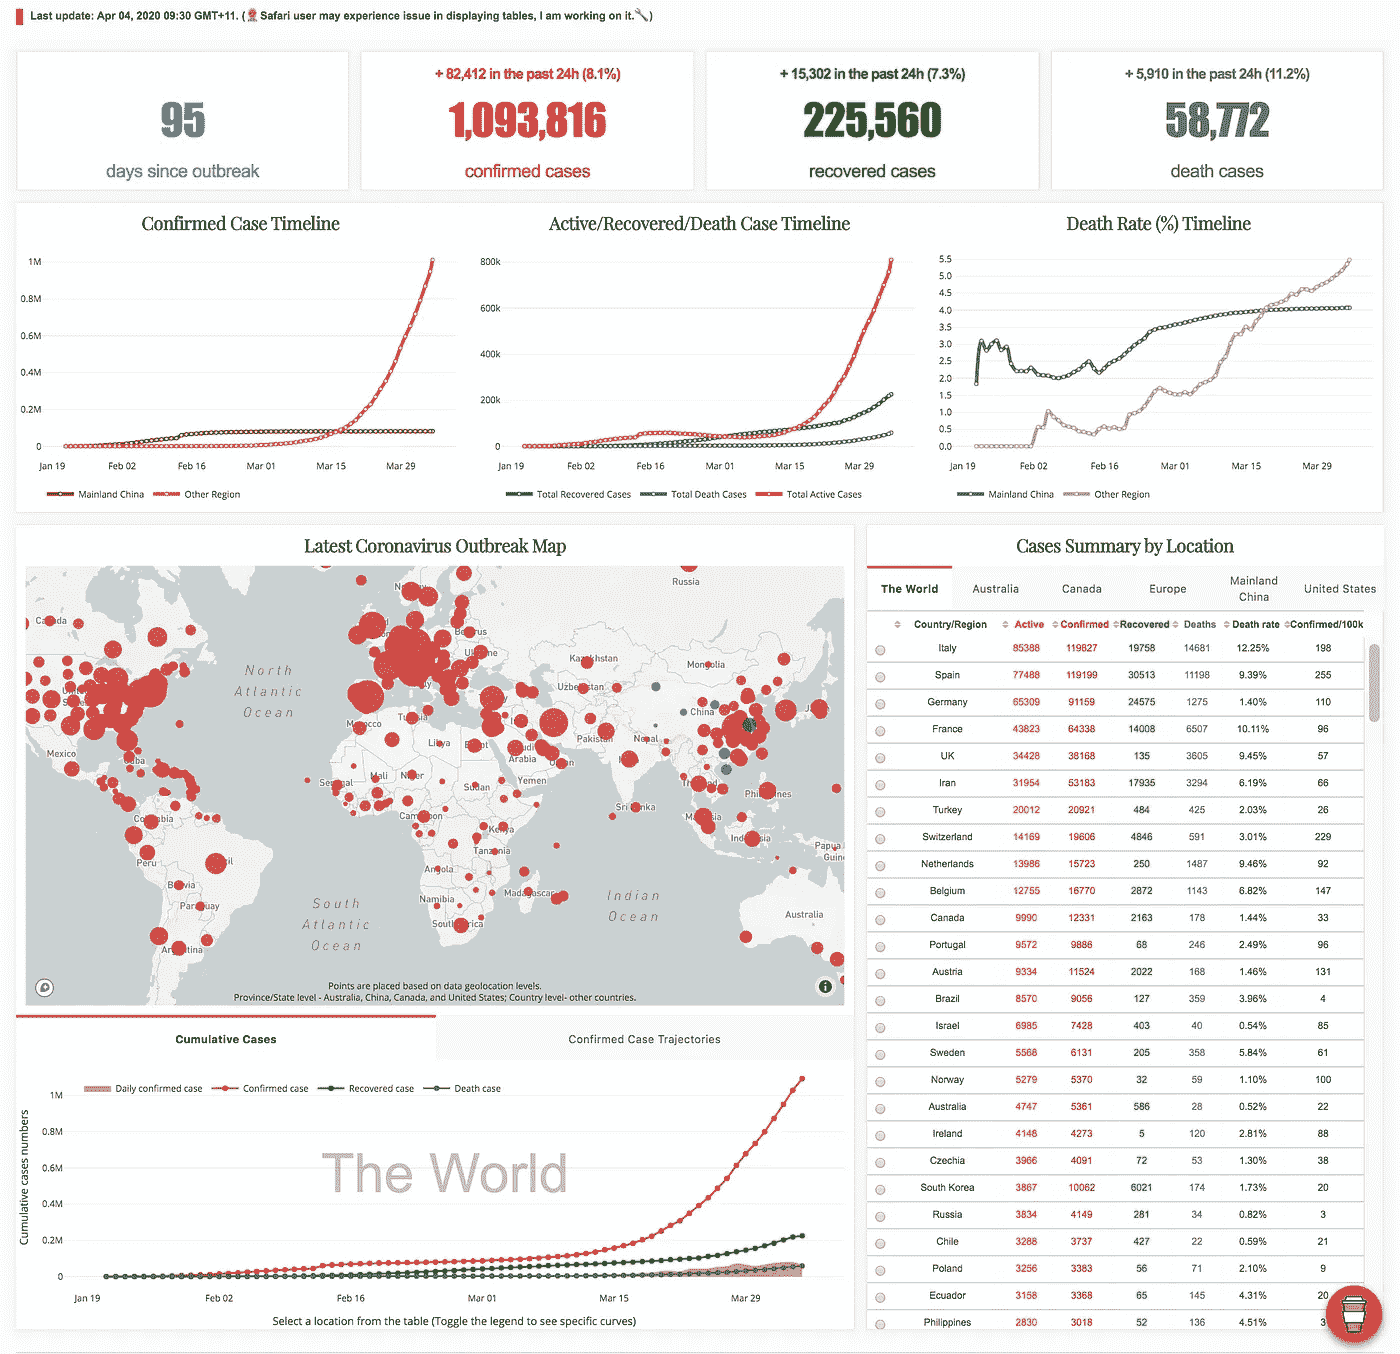 Last update: Apr 04, 2020 09:30 GMT+11. (Safari user may experience issue in displaying tables, I am working on it.)
95
days since outbreak
+ 82,412 in the past 24h (8.1%)
1,093,816
confirmed cases
+ 15,302 in the past 24h (7.3%)
225,560
recovered cases
+ 5,910 in the past 24h (11.2%)
58,772
death cases
Confirmed Case Timeline
1M
0.8M
0.6M
0.4M
0.2M
0
Jan 19 Feb 02 Feb 16 Mar 01 Mar 15 Mar 29
Mainland China Other Region
Active/Recovered/Death Case Timeline
800k
600k
400k
200k
0
Jan 19 Feb 02 Feb 16 Mar 01 Mar 15 Mar 29
Total Recovered Cases Total Death Cases Total Active Cases
Death Rate (%) Timeline
5.5
5.0
4.5
4.0
3.5
3.0
2.5
2.0
1.5
1.0
0.5
0.0
Jan 19 Feb 02 Feb 16 Mar 01 Mar 15 Mar 29
Mainland China Other Region
Latest Coronavirus Outbreak Map
Russia
Canada
Kazakhstan
Mongolia
North
Atlantic
Ocean
China
Mexico
Libya
Pakistan
Nepal
Arabia
Mali
Niger
Sudan
Yemen
Philippines
Sri Lanka
Kenya
Tanzania
Peru
Angola
Papua
Bolivia
Madagascar
Namibia
Paraguay
South
Atlantic
Ocean
Indian
Ocean
Australia
Argentina
Points are placed based on data geolocation levels.
Province/State level - Australia, China, Canada, and United States; Country level- other countries.
Cumulative Cases
Confirmed Case Trajectories
Daily confirmed case Confirmed case Recovered case Death case
Cumulative cases numbers
1M
0.8M
0.6M
0.4M
0.2M
0
The World
Jan 19 Feb 02 Feb 16 Mar 01 Mar 15 Mar 29
Select a location from the table (Toggle the legend to see specific curves)
Cases Summary by Location
The World Australia Canada Europe Mainland China United States
Country/Region Active Confirmed Recovered Deaths Death rate Confirmed/100k
Italy 85388 119827 19758 14681 12.25% 198
Spain 77488 119199 30513 11198 9.39% 255
Germany 65309 91159 24575 1275 1.40% 110
France 43823 64338 14008 6507 10.11% 96
UK 34428 38168 135 3605 9.45% 57
Iran 31954 53183 17935 3294 6.19% 66
Turkey 20012 20921 484 425 2.03% 26
Switzerland 14169 19606 4846 591 3.01% 229
Netherlands 13986 15723 250 1487 9.46% 92
Belgium 12755 16770 2872 1143 6.82% 147
Canada 9990 12331 2163 178 1.44% 33
Portugal 9572 9886 68 246 2.49% 96
Austria 9334 11524 2022 168 1.46% 131
Brazil 8570 9056 127 359 3.96% 4
Israel 6985 7428 403 40 0.54% 85
Sweden 5568 6131 205 358 5.84% 61
Norway 5279 5370 32 59 1.10% 100
Australia 4747 5361 586 28 0.52% 22
Ireland 4148 4273 5 120 2.81% 88
Czechia 3966 4091 72 53 1.30% 38
South Korea 3867 10062 6021 174 1.73% 20
Russia 3834 4149 281 34 0.82% 3
Chile 3288 3737 427 22 0.59% 21
Poland 3256 3383 56 71 2.10% 9
Ecuador 3158 3368 65 145 4.31% 20
Philippines 2830 3018 52 136 4.51% 3